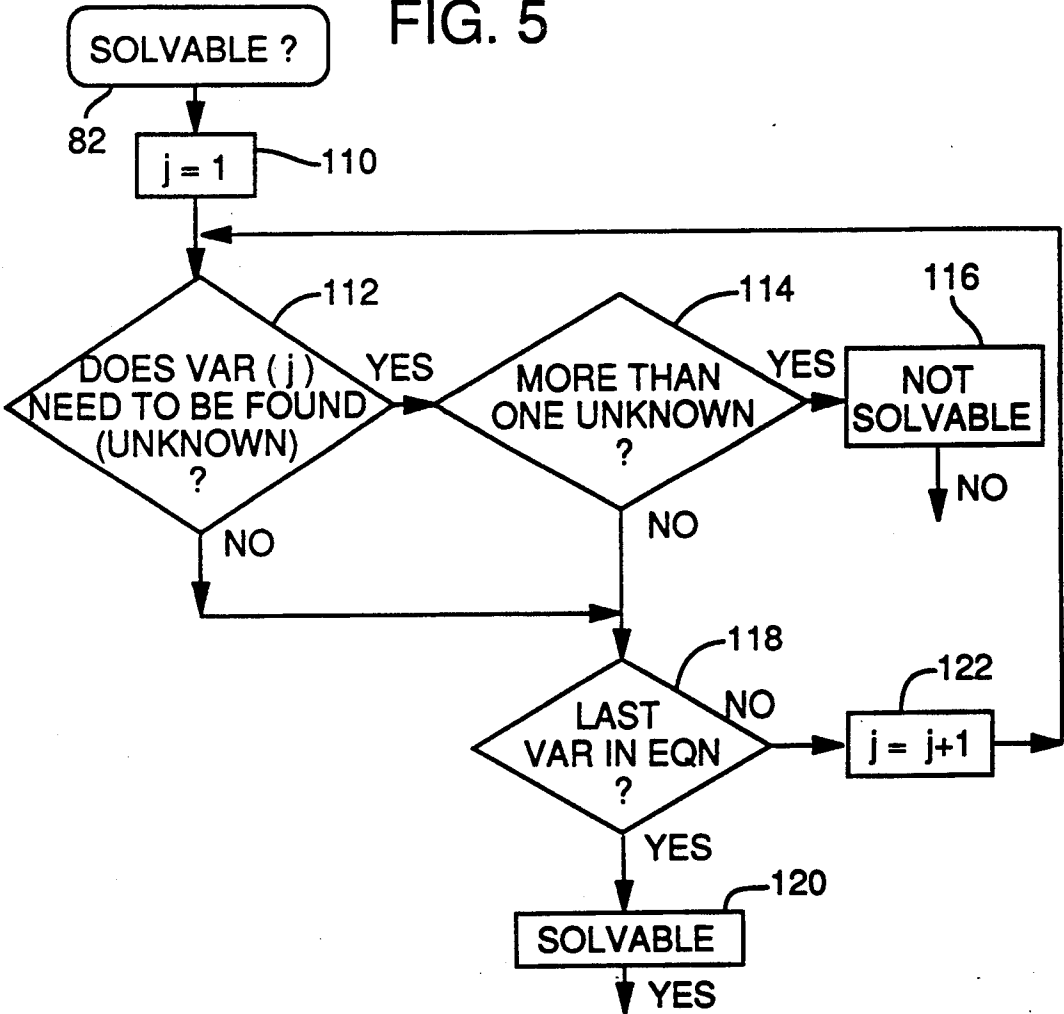 FIG. 5
SOLVABLE ?
82
j = 1
110
112
DOES VAR ( j )
NEED TO BE FOUND
(UNKNOWN)
?
YES
NO
114
MORE THAN
ONE UNKNOWN
?
YES
NO
116
NOT
SOLVABLE
NO
118
LAST
VAR IN EQN
?
NO
YES
122
j = j+1
120
SOLVABLE
YES